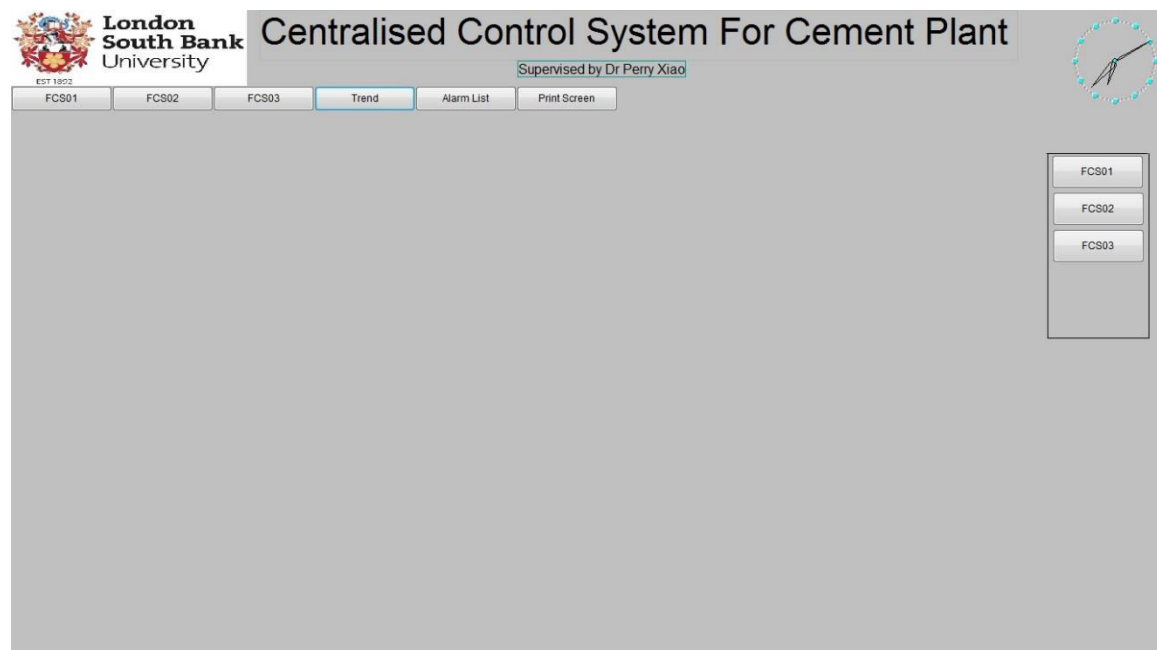 London
South Bank
University
EST 1892
Centralised Control System For Cement Plant
Supervised by Dr Perry Xiao
FCS01 FCS02 FCS03 Trend Alarm List Print Screen
FCS01
FCS02
FCS03